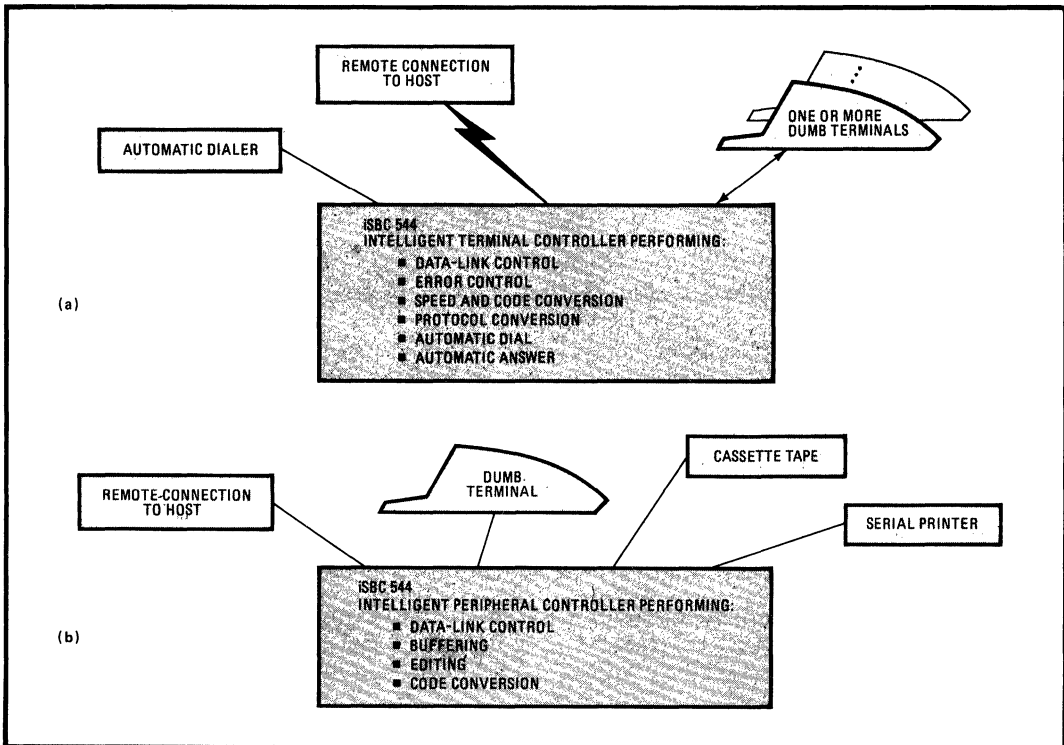 REMOTE CONNECTION
TO HOST
ONE OR MORE
DUMB TERMINALS
AUTOMATIC DIALER
iSBC 544
INTELLIGENT TERMINAL CONTROLLER PERFORMING:
■ DATA-LINK CONTROL
■ ERROR CONTROL
■ SPEED AND CODE CONVERSION
■ PROTOCOL CONVERSION
■ AUTOMATIC DIAL
■ AUTOMATIC ANSWER
(a)
CASSETTE TAPE
DUMB
TERMINAL
REMOTE-CONNECTION
TO HOST
SERIAL PRINTER
iSBC 544
INTELLIGENT PERIPHERAL CONTROLLER PERFORMING:
■ DATA-LINK CONTROL
■ BUFFERING
■ EDITING
■ CODE CONVERSION
(b)